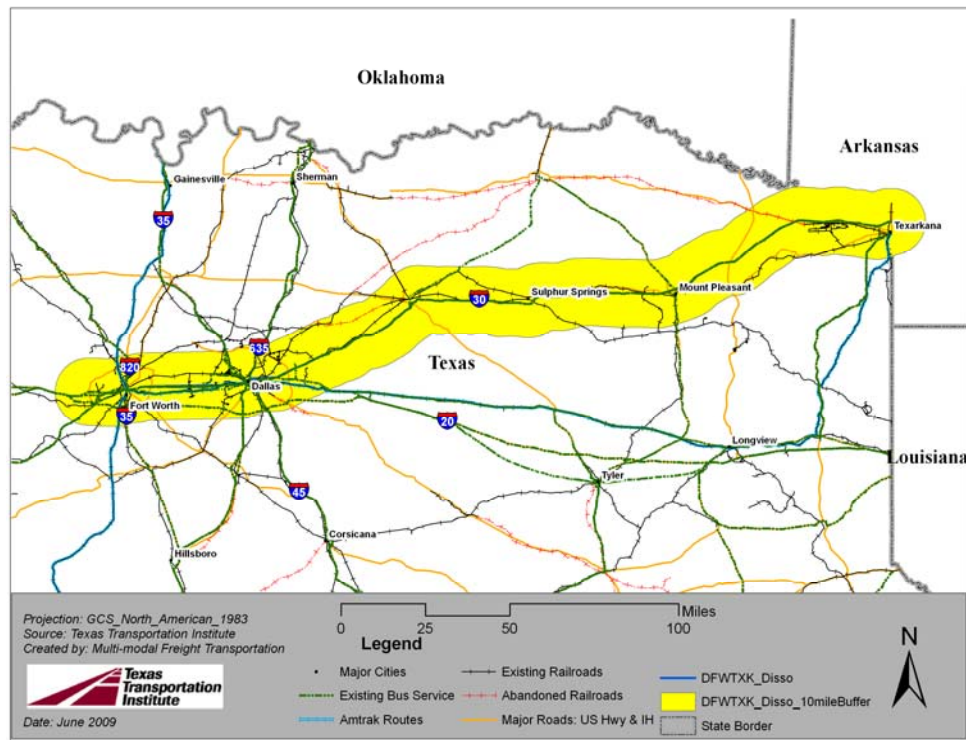 Oklahoma
Arkansas
Gainesville
Sherman
35
Texarkana
Sulphur Springs
Mount Pleasant
30
635
Texas
820
Dallas
Fort Worth
35
20
Longview
Louisiana
Tyler
45
Corsicana
Hillsboro
Projection: GCS_North_American_1983
Source: Texas Transportation Institute
Created by: Multi-modal Freight Transportation
Texas
Transportation
Institute
Date: June 2009
Miles
0 25 50 100
Legend
Major Cities
Existing Bus Service
Amtrak Routes
Existing Railroads
Abandoned Railroads
Major Roads: US Hwy & IH
DFWTXK_Disso
DFWTXK_Disso_10mileBuffer
State Border
N